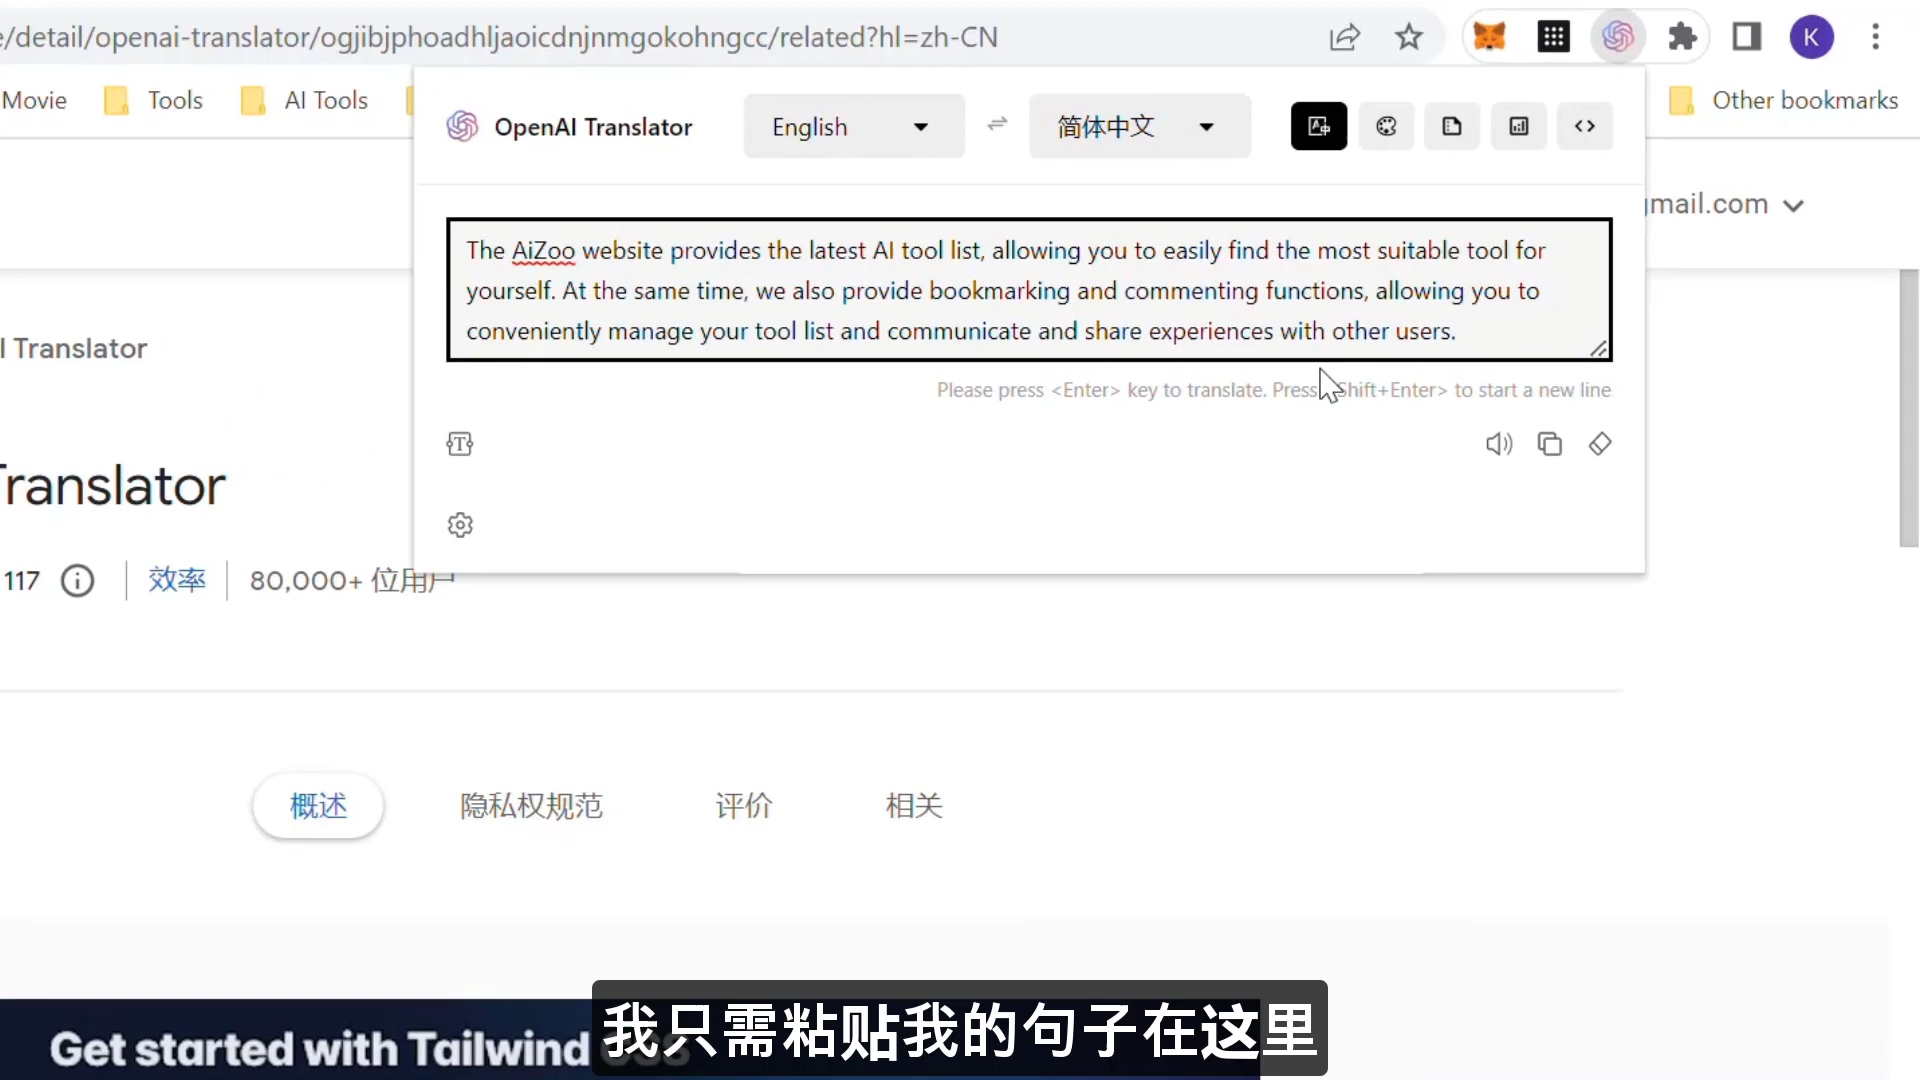 /detail/openai-translator/ogjibjphoadhljaoicdnjnmgokohngcc/related?hl=zh-CN
K
Movie
Tools
AI Tools
Other bookmarks
OpenAI Translator
English
简体中文
mail.com
The AiZoo website provides the latest AI tool list, allowing you to easily find the most suitable tool for
yourself. At the same time, we also provide bookmarking and commenting functions, allowing you to
conveniently manage your tool list and communicate and share experiences with other users.
Please press <Enter> key to translate. Press Shift+Enter> to start a new line
Translator
Translator
117
效率
80,000+ 位用户
概述
隐私权规范
评价
相关
Get started with Tailwind
我只需粘贴我的句子在这里